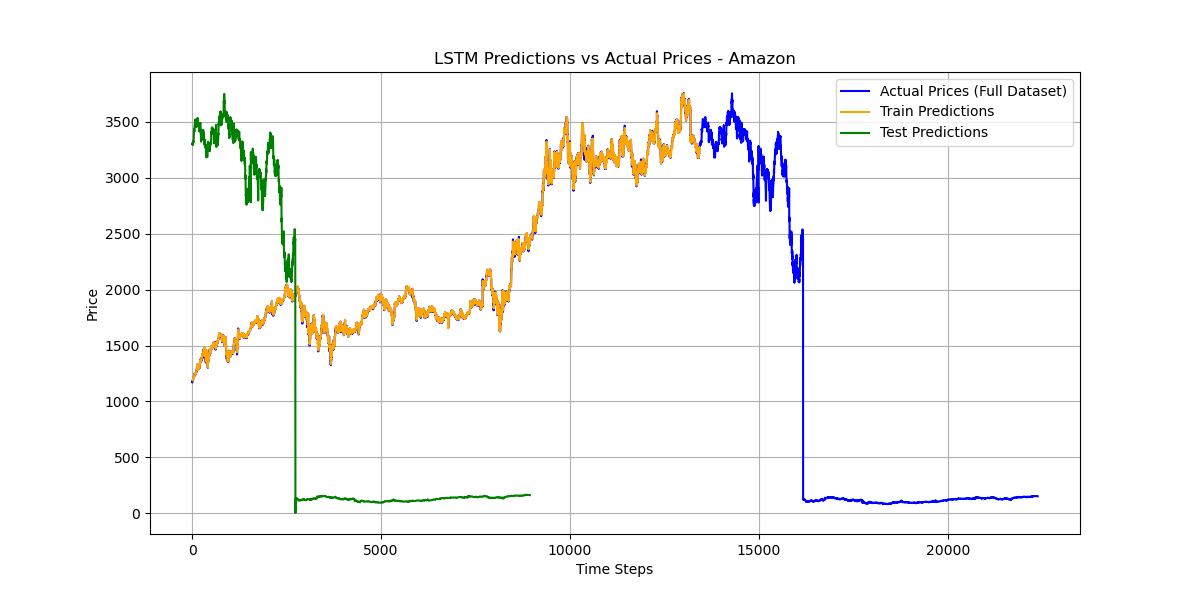 LSTM Predictions vs Actual Prices - Amazon
Actual Prices (Full Dataset)
Train Predictions
Test Predictions
Price
3500
3000
2500
2000
1500
1000
500
0
0 5000 10000 15000 20000
Time Steps